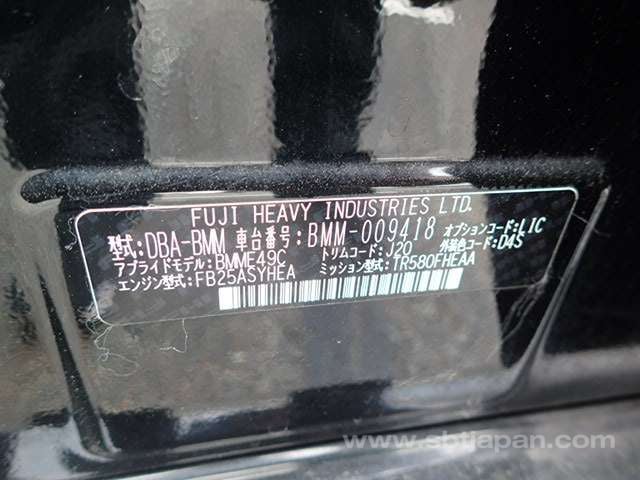 FUJI HEAVY INDUSTRIES LTD.
型式:DBA-BMM 車台番号:BMM-009418 オプションコード:LIC
アプライドモデル:BMME49C トリムコード:J20 外装色コード:D4S
エンジン型式:FB25ASYHEA ミッション型式:TR580FHEAA
www.sbtjapan.com